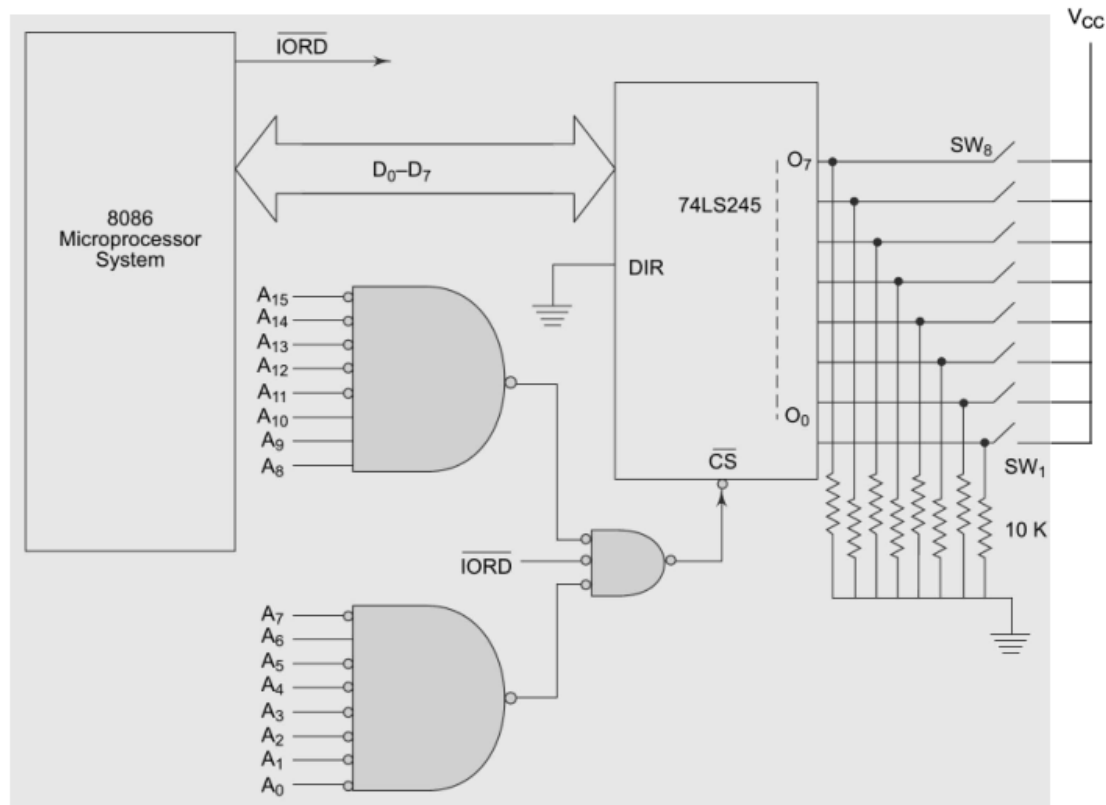 V_CC
IORD
D₀–D₇
8086
Microprocessor
System
74LS245
O₇
SW₈
DIR
O₀
CS
SW₁
10 K
A₁₅
A₁₄
A₁₃
A₁₂
A₁₁
A₁₀
A₉
A₈
IORD
A₇
A₆
A₅
A₄
A₃
A₂
A₁
A₀